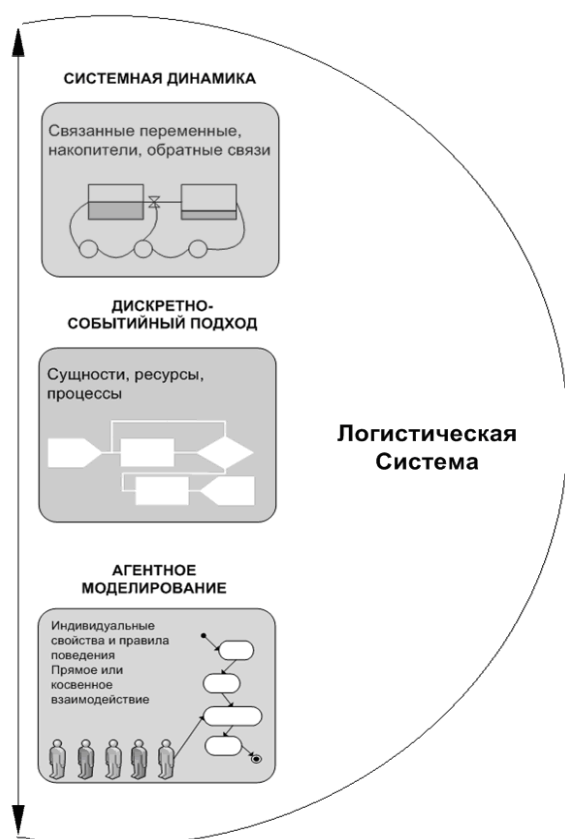 СИСТЕМНАЯ ДИНАМИКА
Связанные переменные,
накопители, обратные связи
ДИСКРЕТНО-
СОБЫТИЙНЫЙ ПОДХОД
Сущности, ресурсы,
процессы
Логистическая
Система
АГЕНТНОЕ
МОДЕЛИРОВАНИЕ
Индивидуальные
свойства и правила
поведения
Прямое или
косвенное
взаимодействие